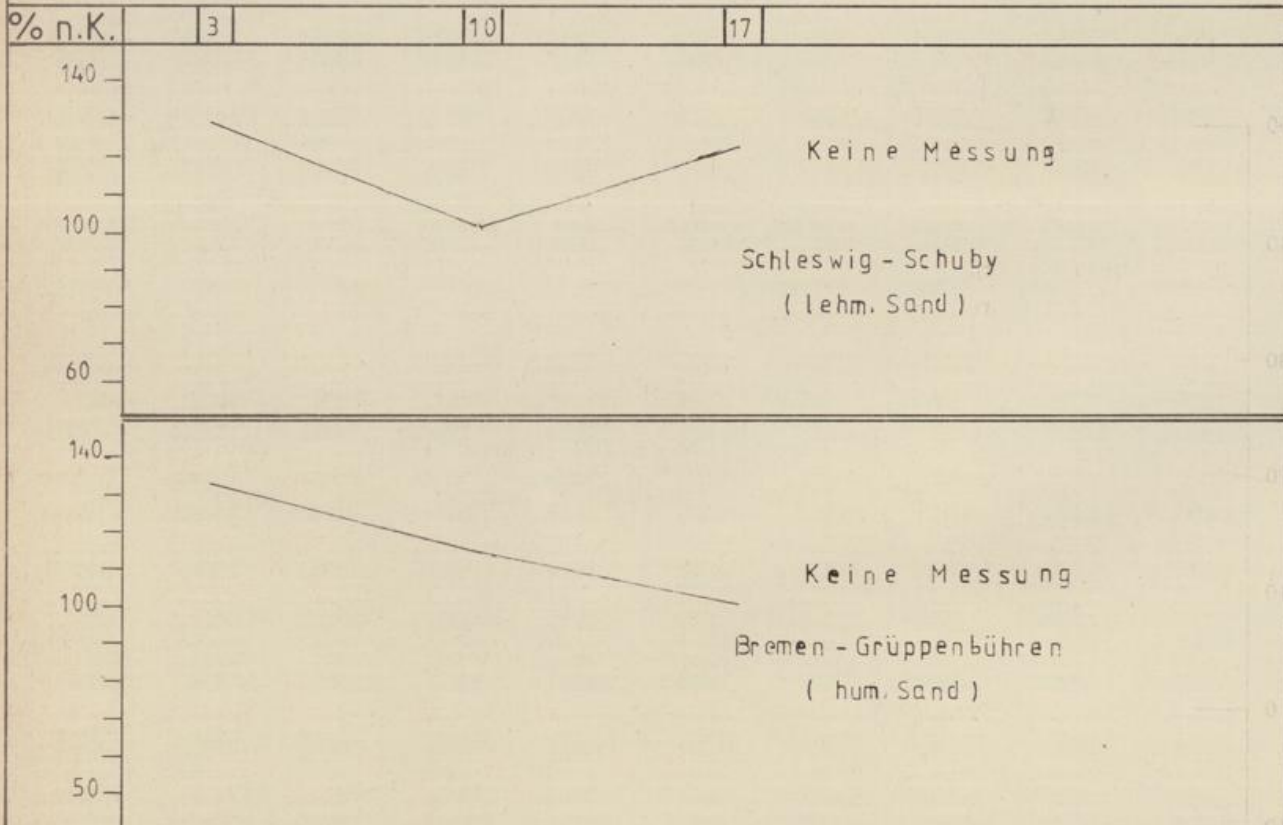 % n.K. 3 10 17
140
Keine Messung
100
Schleswig - Schuby
( lehm. Sand )
60
140
Keine Messung
100
Bremen - Grüppenbühren
( hum. Sand )
50